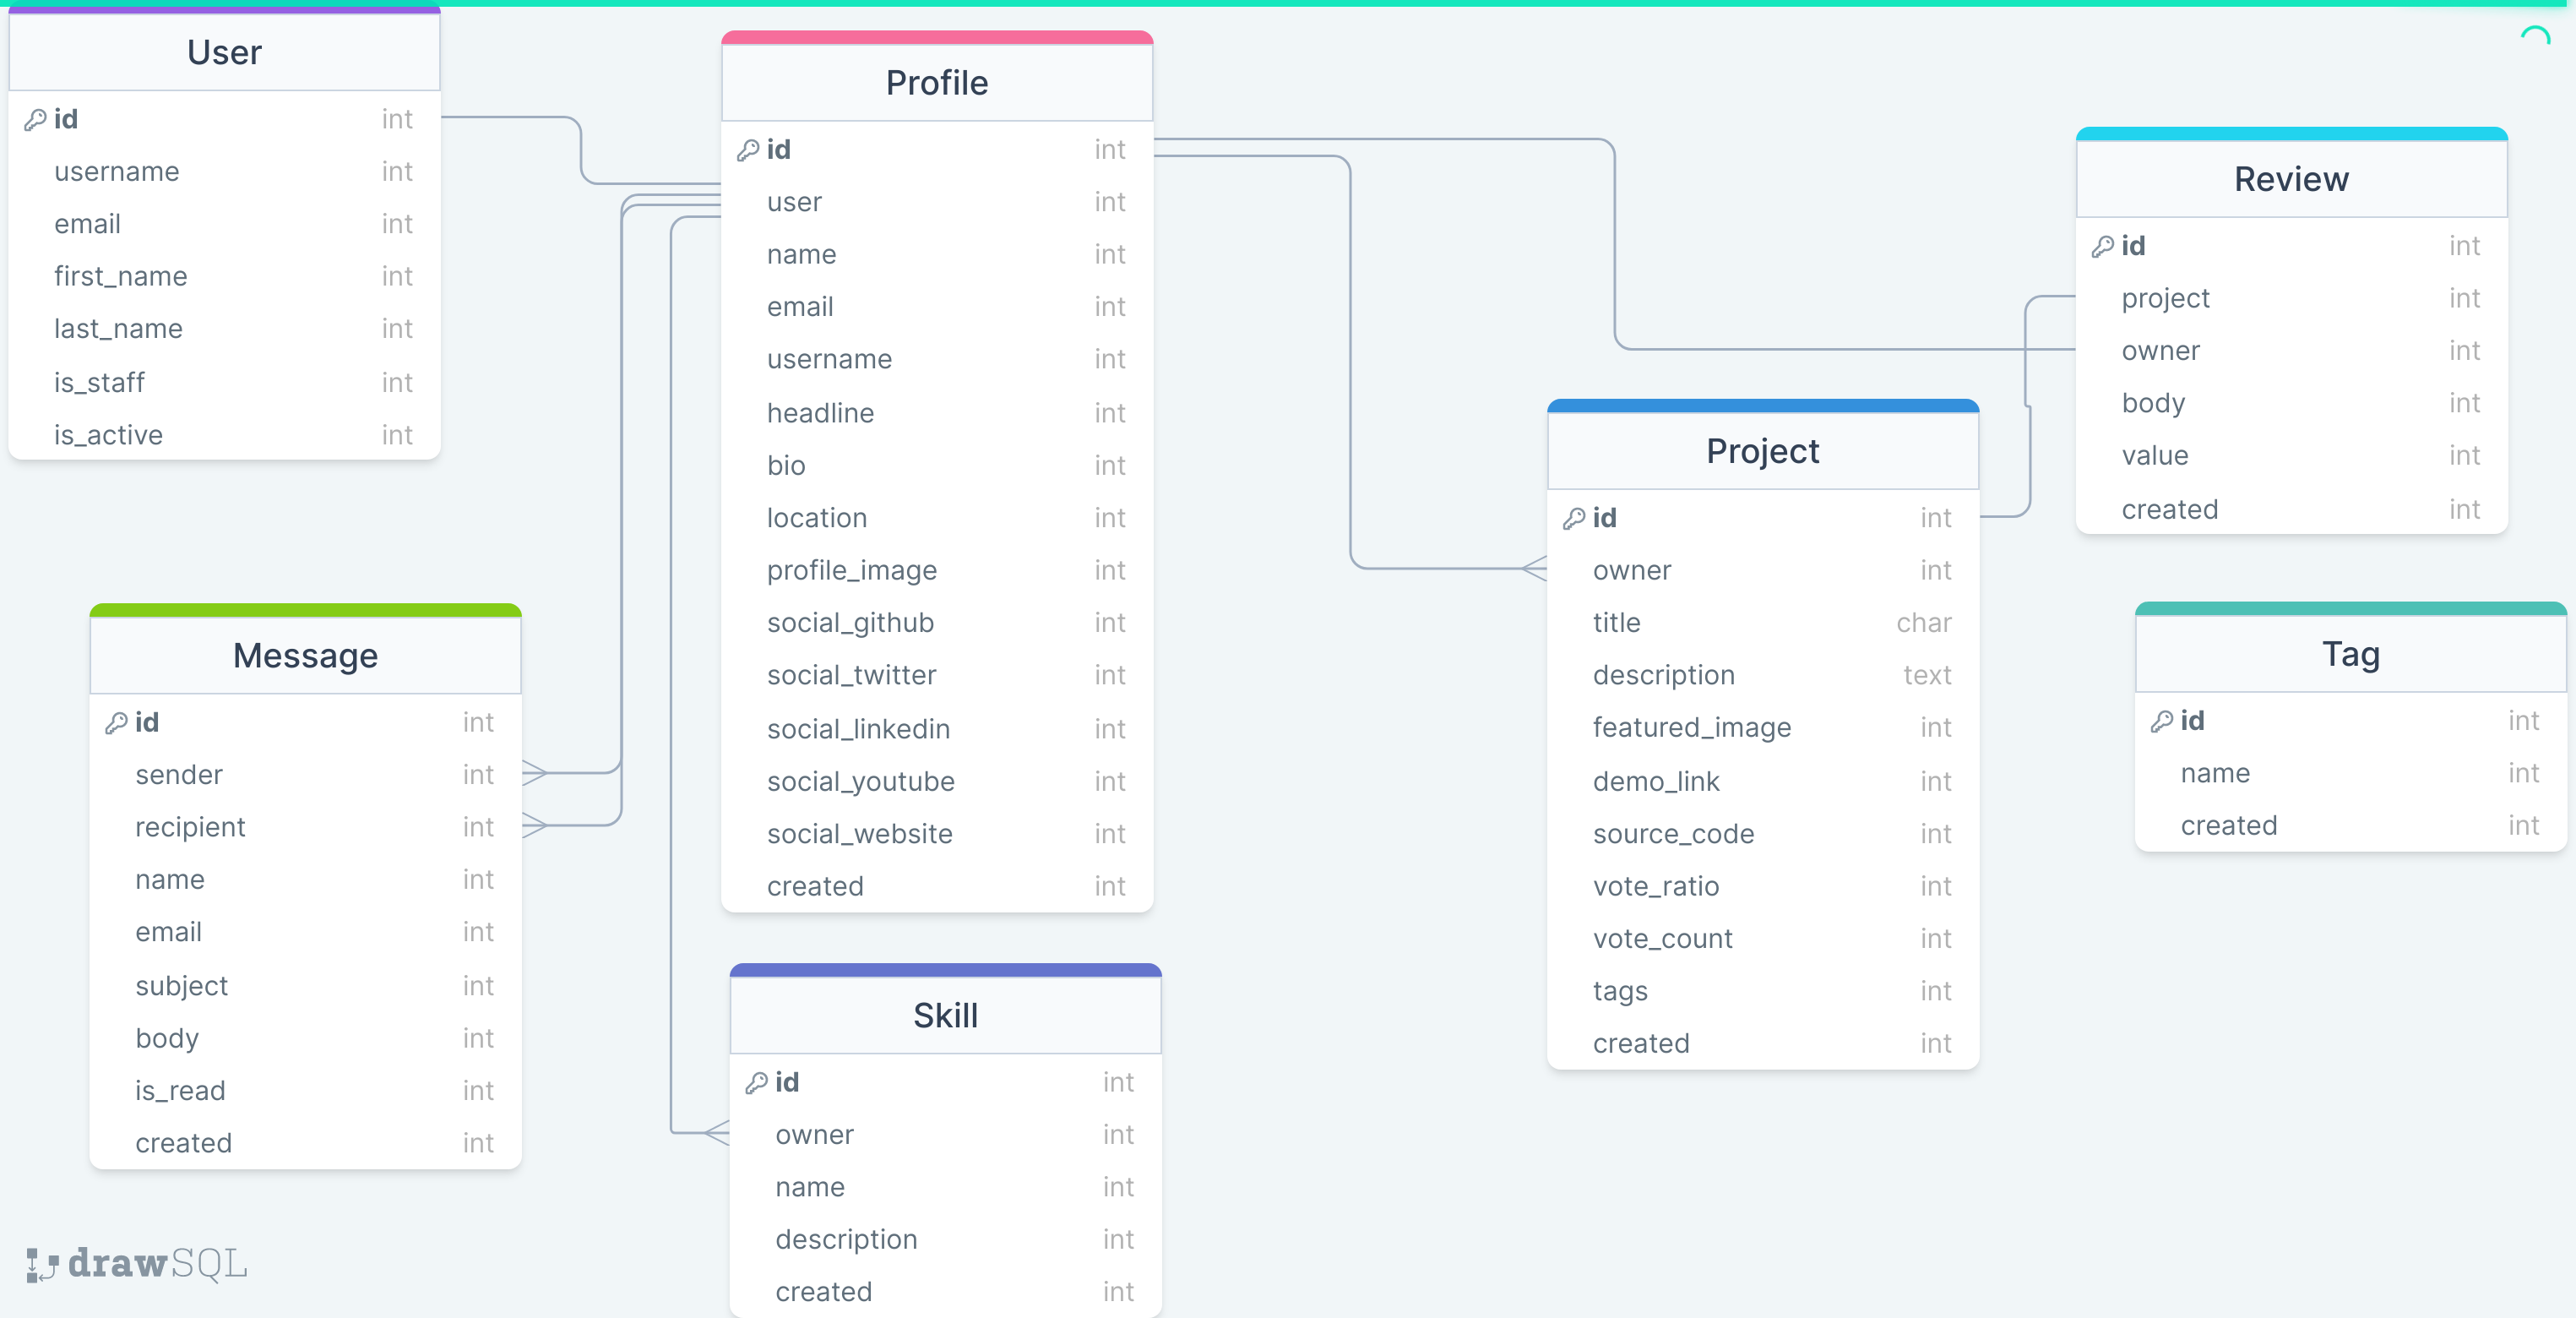 User
id int
username int
email int
first_name int
last_name int
is_staff int
is_active int
Message
id int
sender int
recipient int
name int
email int
subject int
body int
is_read int
created int
Profile
id int
user int
name int
email int
username int
headline int
bio int
location int
profile_image int
social_github int
social_twitter int
social_linkedin int
social_youtube int
social_website int
created int
Skill
id int
owner int
name int
description int
created int
Project
id int
owner int
title char
description text
featured_image int
demo_link int
source_code int
vote_ratio int
vote_count int
tags int
created int
Review
id int
project int
owner int
body int
value int
created int
Tag
id int
name int
created int
drawSQL